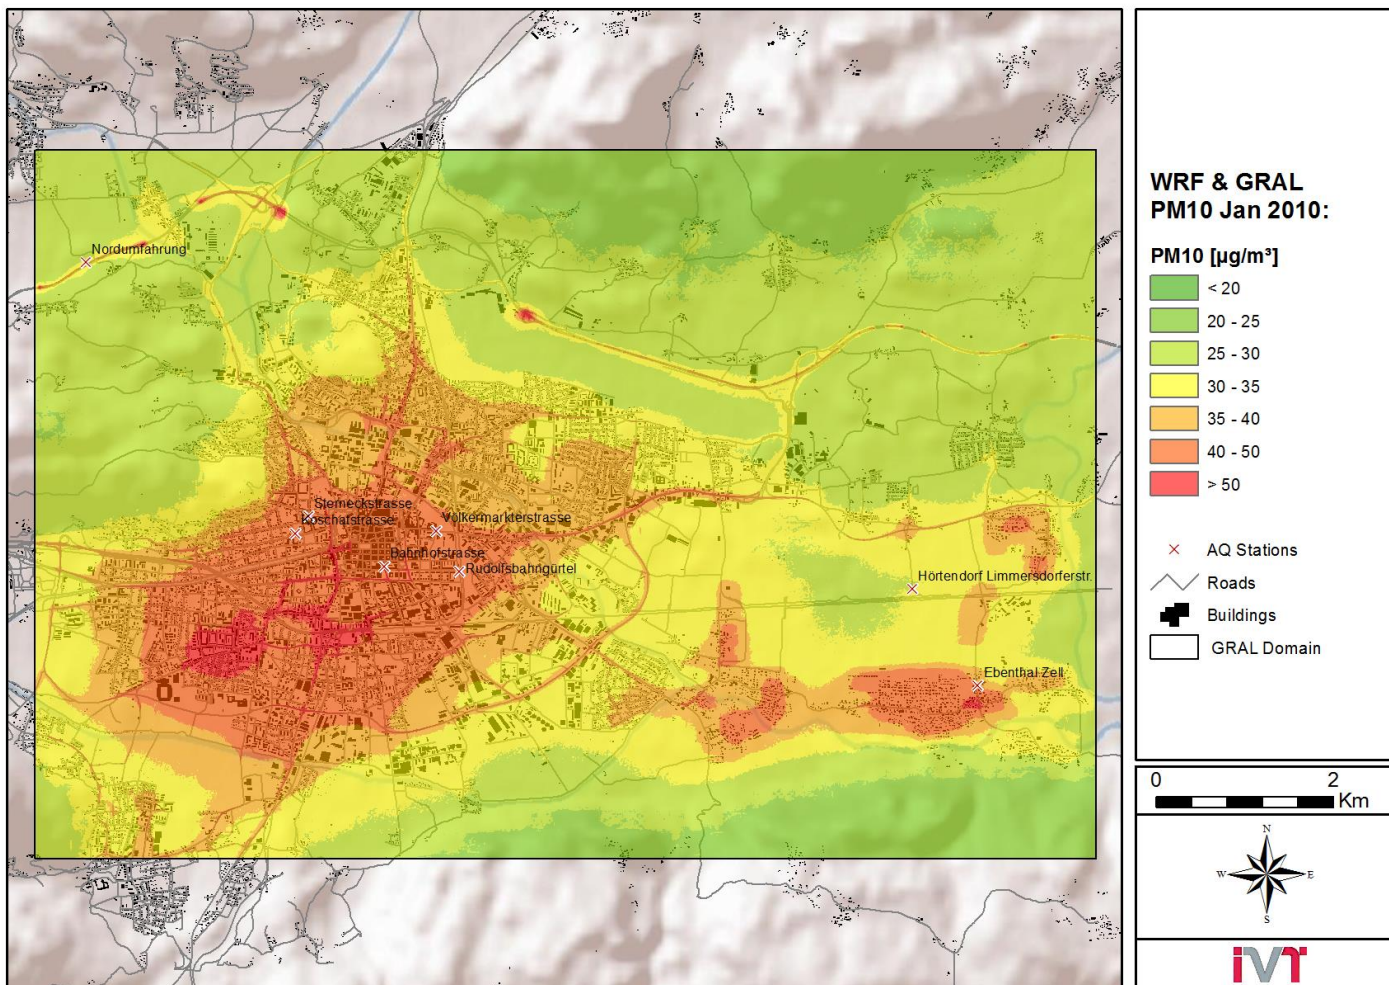 Nordumfahrung
Sterneckstrasse
Koschatstrasse
Völkermarkterstrasse
Bahnhofstrasse
Rudolfsbahngürtel
Hörtendorf Limmersdorferstr.
Ebenthal Zell
WRF & GRAL
PM10 Jan 2010:
PM10 [µg/m³]
< 20
20 - 25
25 - 30
30 - 35
35 - 40
40 - 50
> 50
AQ Stations
Roads
Buildings
GRAL Domain
0 2
Km
N
W E
S
ivt